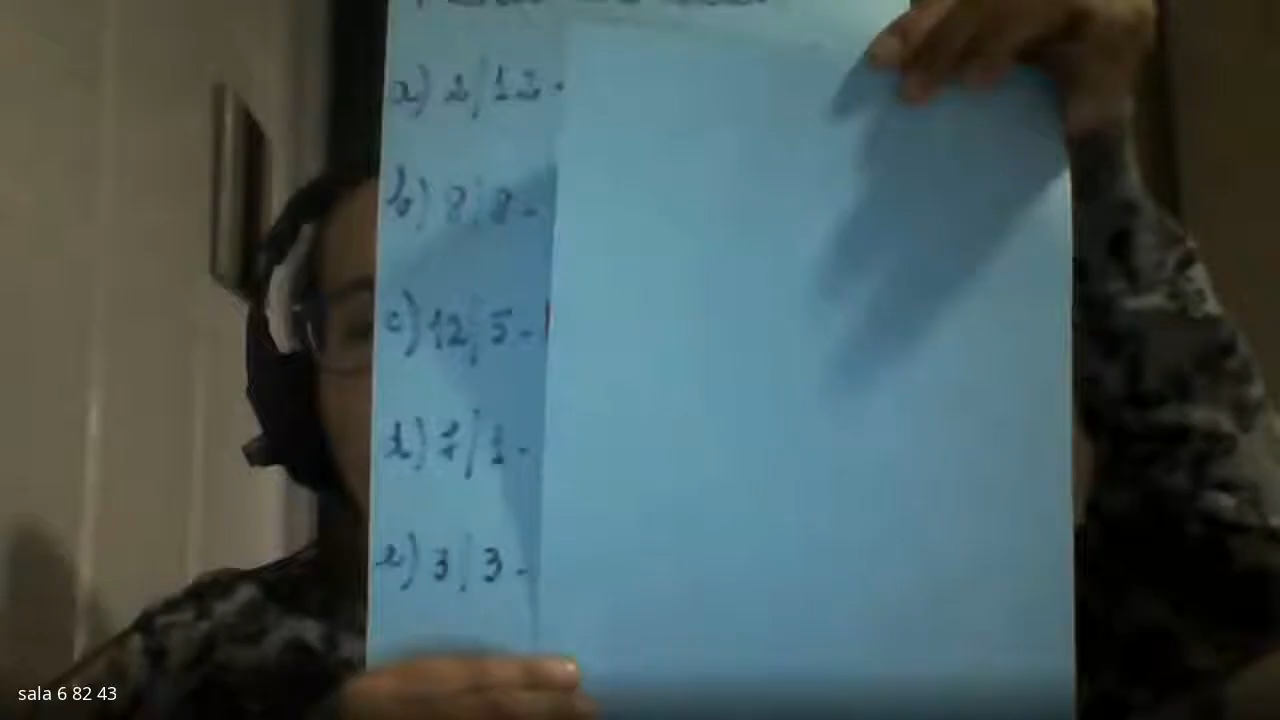 a) 2/12-
b) 8/8-
c) 12/5-
d) 7/1-
e) 3/3-
sala 6 82 43